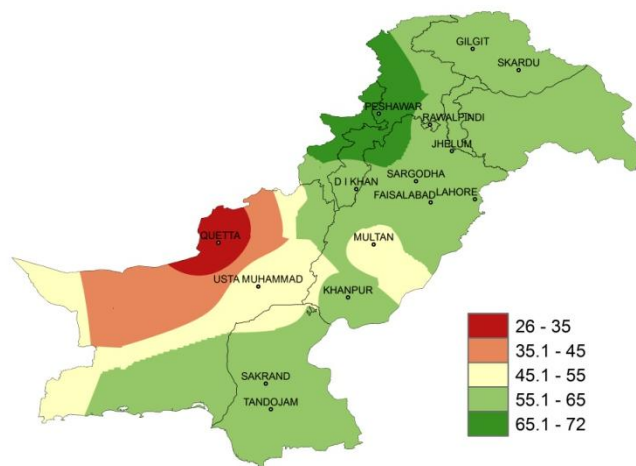 GILGIT
SKARDU
PESHAWAR
RAWALPINDI
JHELUM
D I KHAN
SARGODHA
FAISALABAD
LAHORE
QUETTA
MULTAN
USTA MUHAMMAD
KHANPUR
SAKRAND
TANDOJAM
26 - 35
35.1 - 45
45.1 - 55
55.1 - 65
65.1 - 72